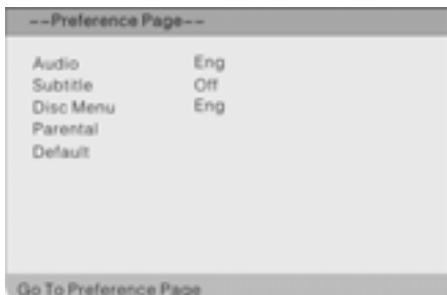 --Preference Page--
Audio Eng
Subtitle Off
Disc Menu Eng
Parental
Default
Go To Preference Page